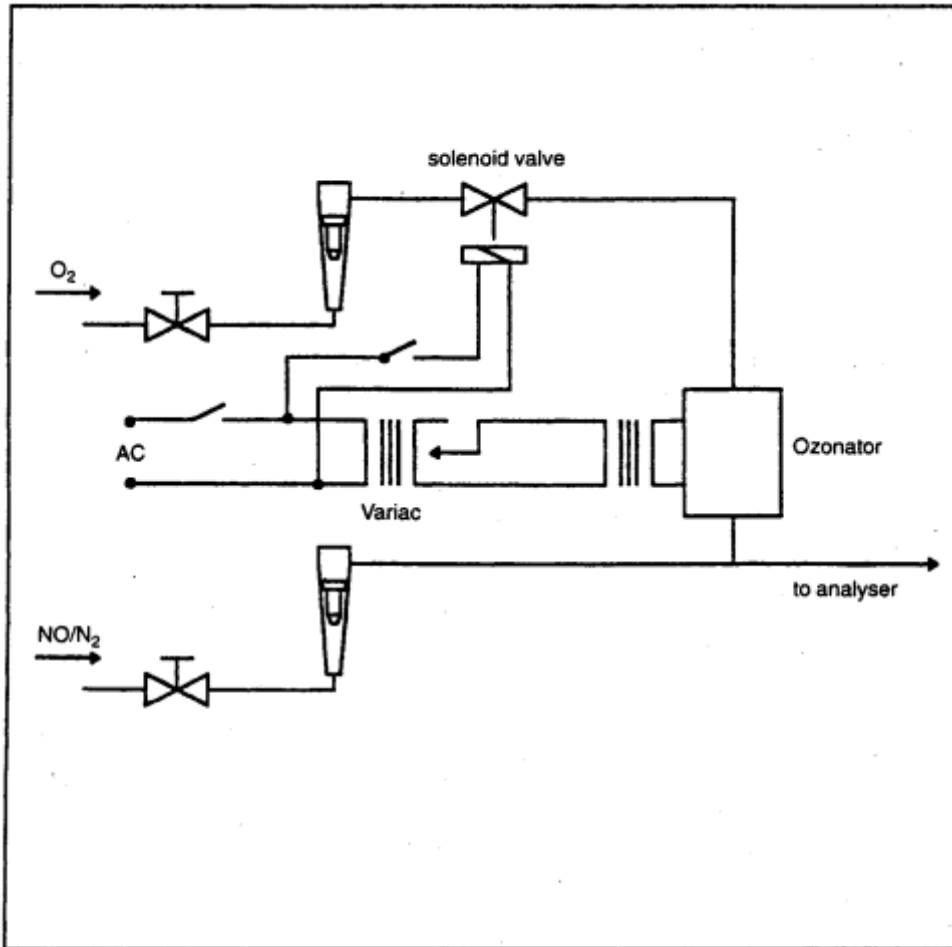 solenoid valve
O₂
AC
Ozonator
Variac
to analyser
NO/N₂